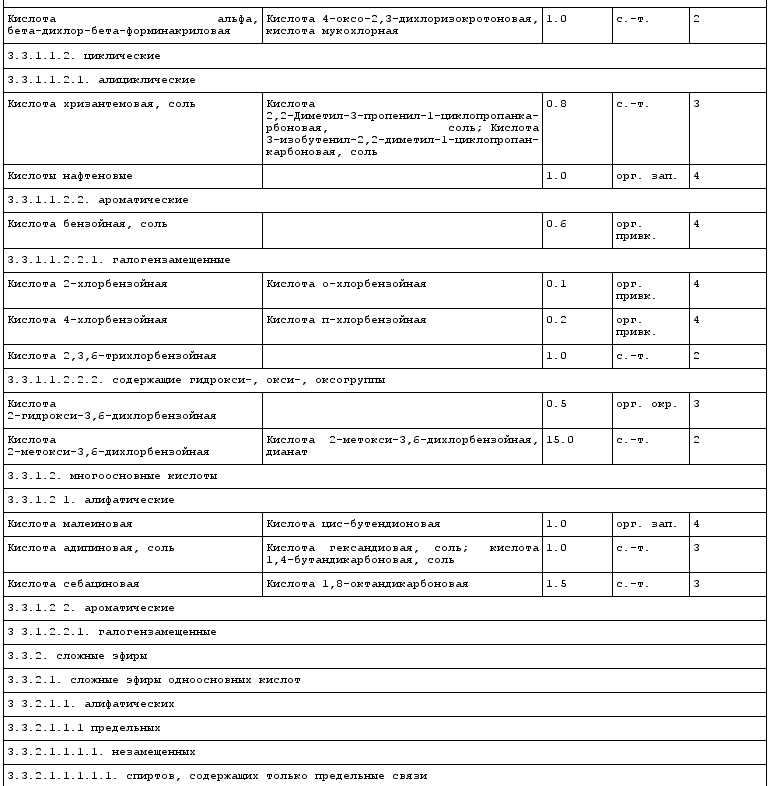 Кислота альфа, Кислота 4-оксо-2,3-дихлоризокротоновая, 1.0 с.-т. 2
бета-дихлор-бета-форминакриловая кислота мукохлорная
3.3.1.1.2. циклические
3.3.1.1.2.1. алициклические
Кислота хризантемовая, соль Кислота 0.8 с.-т. 3
2,2-Диметил-3-пропенил-1-циклопропанка-
рбоновая, соль; Кислота
3-изобутенил-2,2-диметил-1-циклопропан-
карбоновая, соль
Кислоты нафтеновые 1.0 орг. зап. 4
3.3.1.1.2.2. ароматические
Кислота бензойная, соль 0.6 орг. 4
привк.
3.3.1.1.2.2.1. галогензамещенные
Кислота 2-хлорбензойная Кислота о-хлорбензойная 0.1 орг. 4
привк.
Кислота 4-хлорбензойная Кислота п-хлорбензойная 0.2 орг. 4
привк.
Кислота 2,3,6-трихлорбензойная 1.0 с.-т. 2
3.3.1.1.2.2.2. содержащие гидрокси-, окси-, оксогруппы
Кислота 0.5 орг. окр. 3
2-гидрокси-3,6-дихлорбензойная
Кислота Кислота 2-метокси-3,6-дихлорбензойная, 15.0 с.-т. 2
2-метокси-3,6-дихлорбензойная дианат
3.3.1.2. многоосновные кислоты
3.3.1.2 1. алифатические
Кислота малеиновая Кислота цис-бутендионовая 1.0 орг. зап. 4
Кислота адипиновая, соль Кислота гександиовая, соль; кислота 1.0 с.-т. 3
1,4-бутандикарбоновая, соль
Кислота себациновая Кислота 1,8-октандикарбоновая 1.5 с.-т. 3
3.3.1.2 2. ароматические
3 3.1.2.2.1. галогензамещенные
3.3.2. сложные эфиры
3.3.2.1. сложные эфиры одноосновных кислот
3 3.2.1.1. алифатических
3.3.2.1.1.1 предельных
3.3.2.1.1.1.1. незамещенных
3.3.2.1.1.1.1.1. спиртов, содержащих только предельные связи